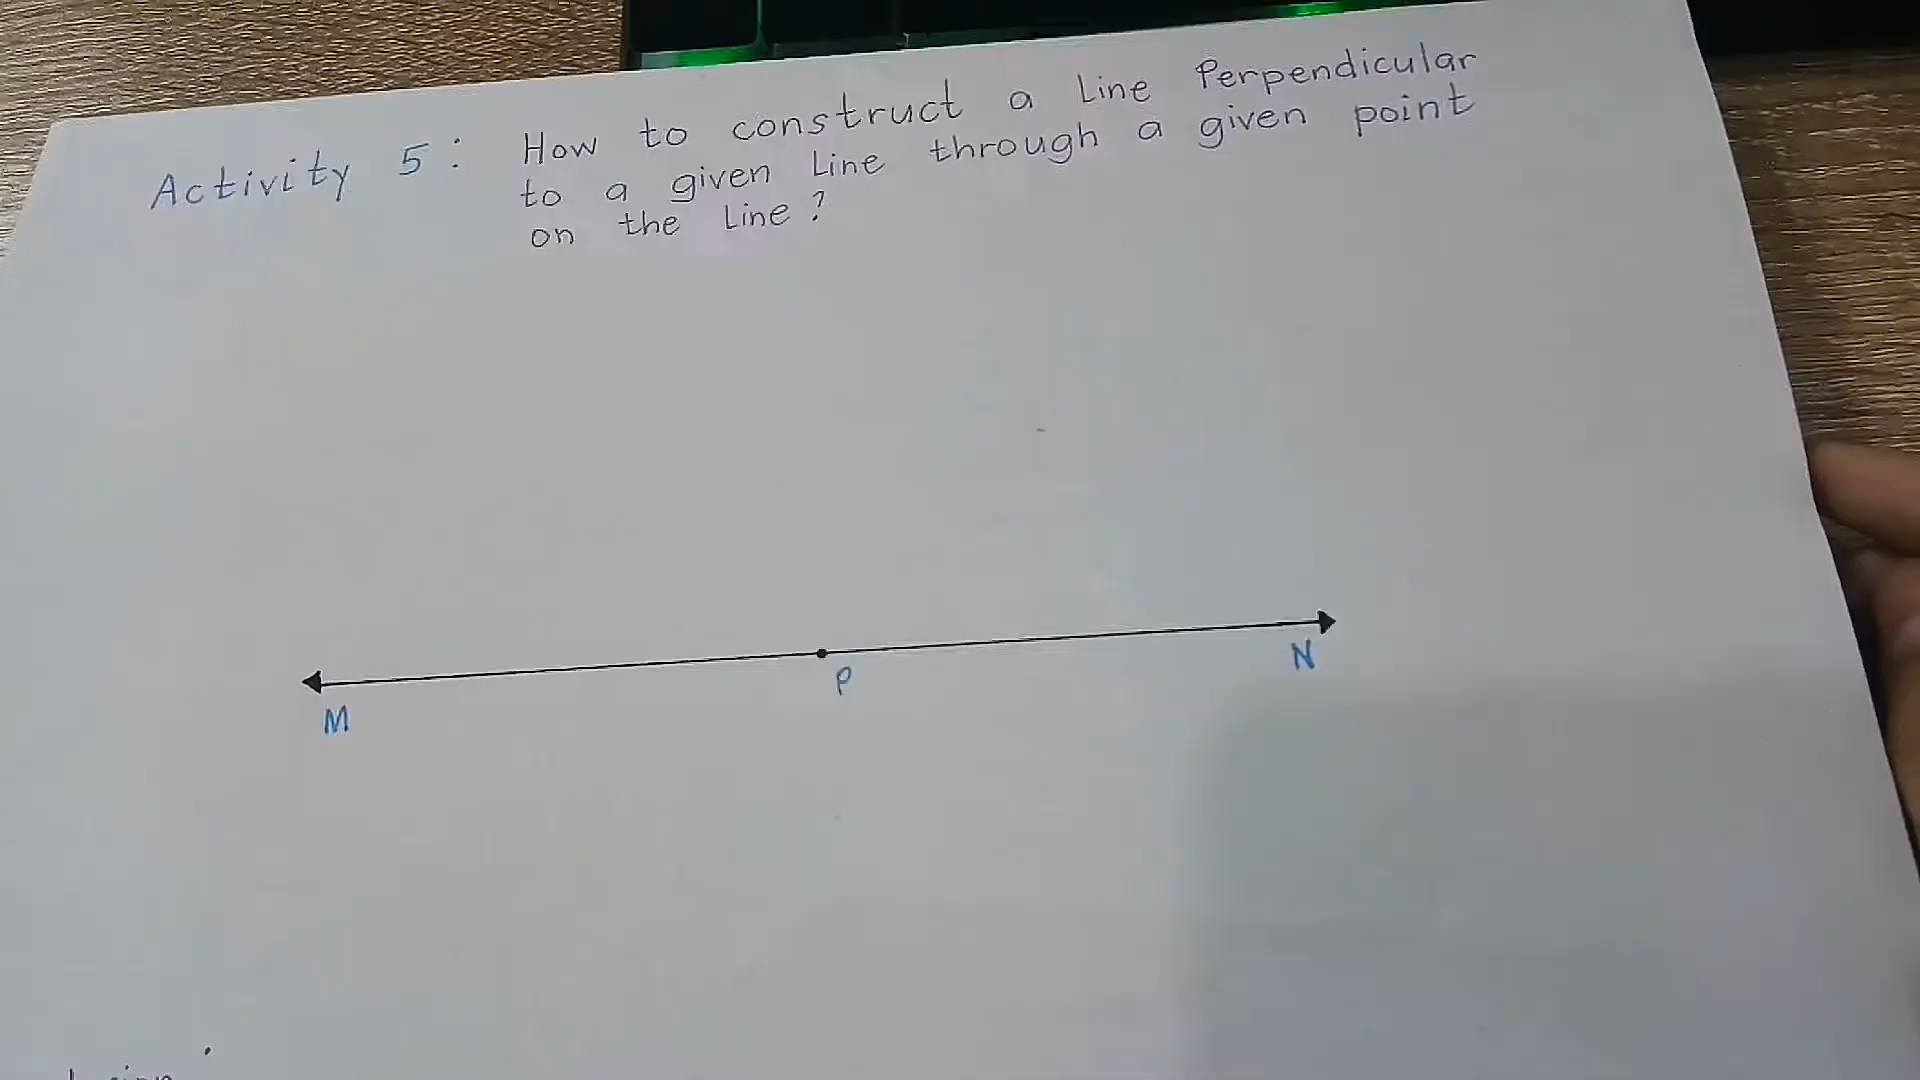 Activity 5: How to construct a Line Perpendicular
to a given Line through a given point
on the Line?
P
N
M